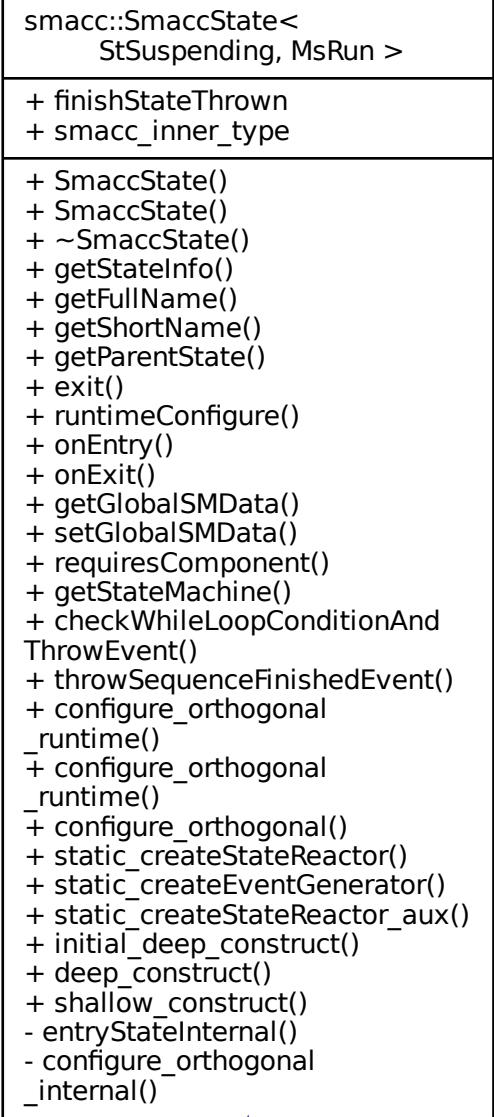 smacc::SmaccState<
StSuspending, MsRun >
+ finishStateThrown
+ smacc_inner_type
+ SmaccState()
+ SmaccState()
+ ~SmaccState()
+ getStateInfo()
+ getFullName()
+ getShortName()
+ getParentState()
+ exit()
+ runtimeConfigure()
+ onEntry()
+ onExit()
+ getGlobalSMData()
+ setGlobalSMData()
+ requiresComponent()
+ getStateMachine()
+ checkWhileLoopConditionAnd
ThrowEvent()
+ throwSequenceFinishedEvent()
+ configure_orthogonal
_runtime()
+ configure_orthogonal
_runtime()
+ configure_orthogonal()
+ static_createStateReactor()
+ static_createEventGenerator()
+ static_createStateReactor_aux()
+ initial_deep_construct()
+ deep_construct()
+ shallow_construct()
- entryStateInternal()
- configure_orthogonal
_internal()